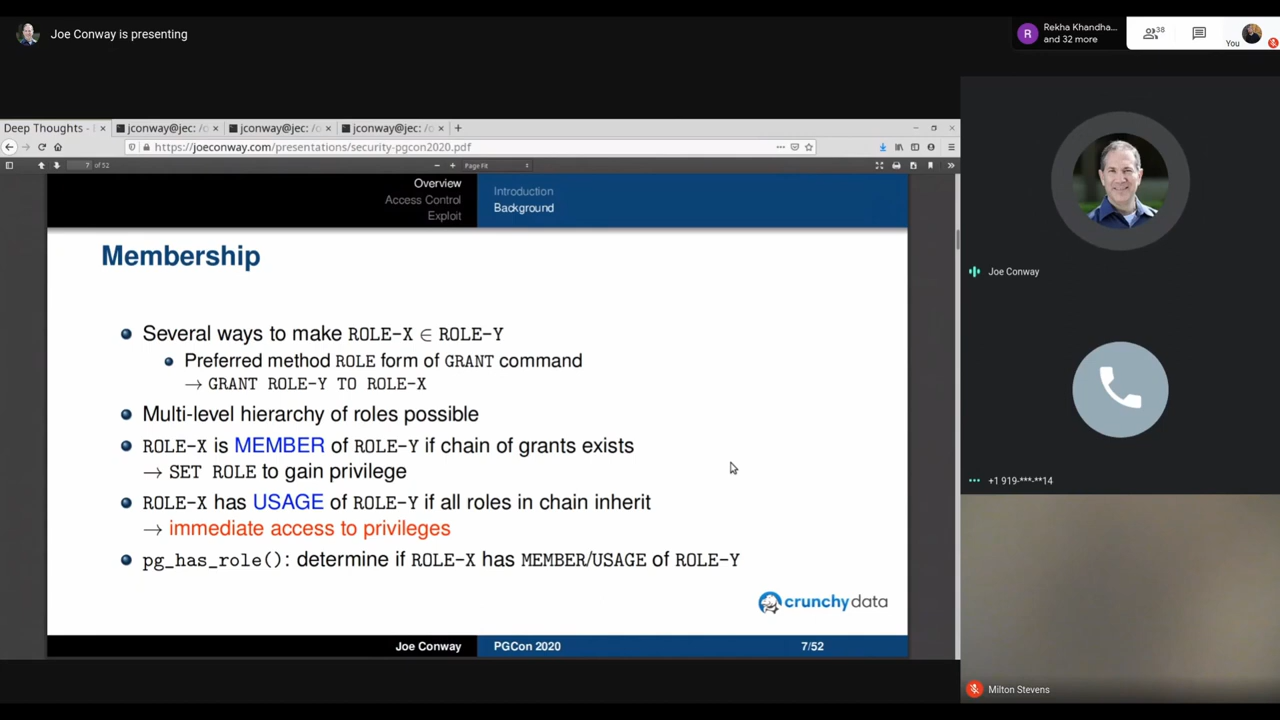 Joe Conway is presenting
R
Rekha Khandha...
and 32 more
38
You
Deep Thoughts -
jconway@jec: /o
jconway@jec: /o
jconway@jec: /o
https://joeconway.com/presentations/security-pgcon2020.pdf
7 of 52
Page Fit
Overview
Access Control
Exploit
Introduction
Background
Membership
Several ways to make ROLE-X ∈ ROLE-Y
Preferred method ROLE form of GRANT command
→ GRANT ROLE-Y TO ROLE-X
Multi-level hierarchy of roles possible
ROLE-X is MEMBER of ROLE-Y if chain of grants exists
→ SET ROLE to gain privilege
ROLE-X has USAGE of ROLE-Y if all roles in chain inherit
→ immediate access to privileges
pg_has_role(): determine if ROLE-X has MEMBER/USAGE of ROLE-Y
crunchydata
Joe Conway
PGCon 2020
7/52
Joe Conway
+1 919-***-**14
Milton Stevens